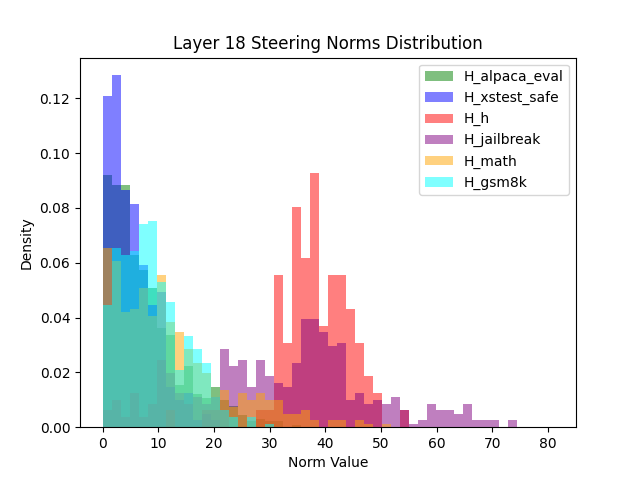 Layer 18 Steering Norms Distribution
H_alpaca_eval
H_xstest_safe
H_h
H_jailbreak
H_math
H_gsm8k
Density
0.12
0.10
0.08
0.06
0.04
0.02
0.00
0 10 20 30 40 50 60 70 80
Norm Value